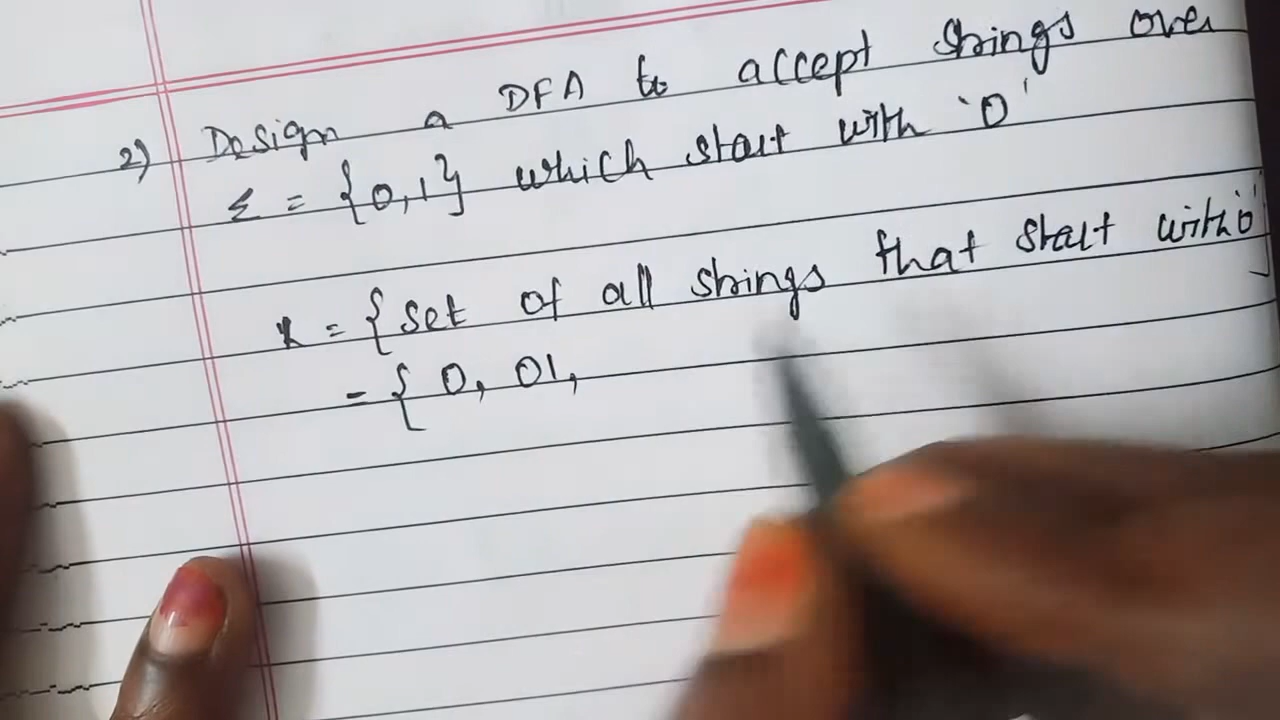 2) Design a DFA to accept strings over
Σ = {0,1} which start with '0'
L = {set of all strings that start with '0'}
= { 0, 01,